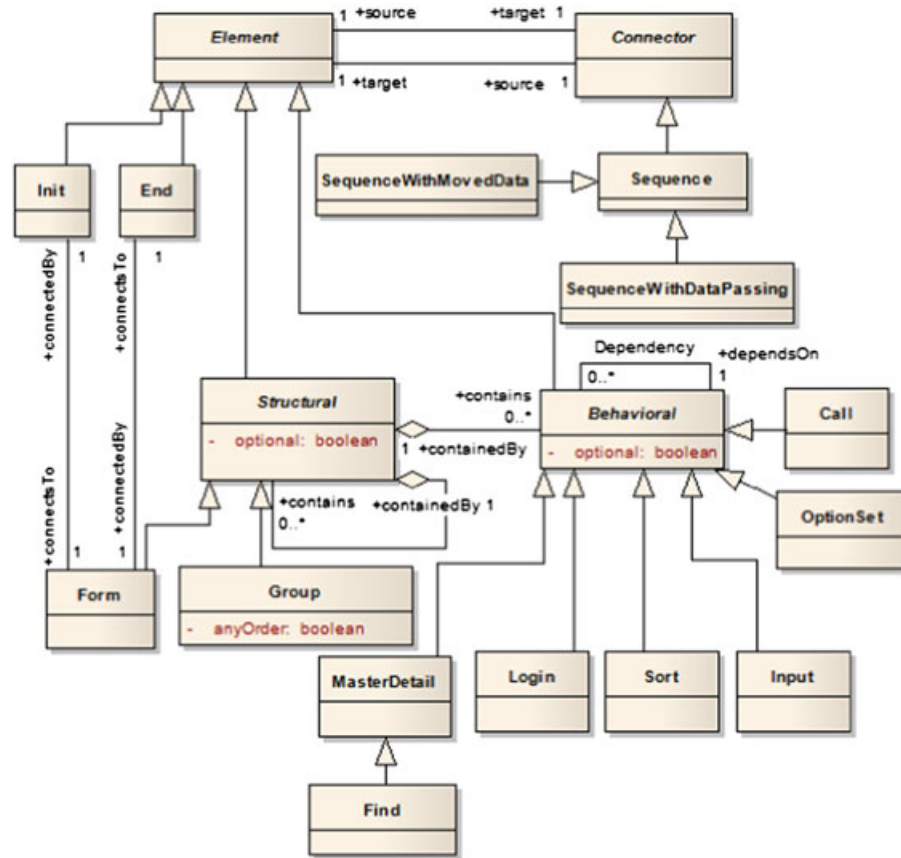 1 +source +target 1
Element
Connector
1 +target +source 1
Init
End
SequenceWithMovedData
Sequence
SequenceWithDataPassing
+connectedBy
1
+connectsTo
1
Dependency
+dependsOn
0..*
1
+contains
0..*
Structural
- optional: boolean
1 +containedBy
Behavioral
- optional: boolean
Call
OptionSet
+contains
0..*
+containedBy 1
+connectsTo
1
+connectedBy
1
Form
Group
- anyOrder: boolean
MasterDetail
Login
Sort
Input
Find